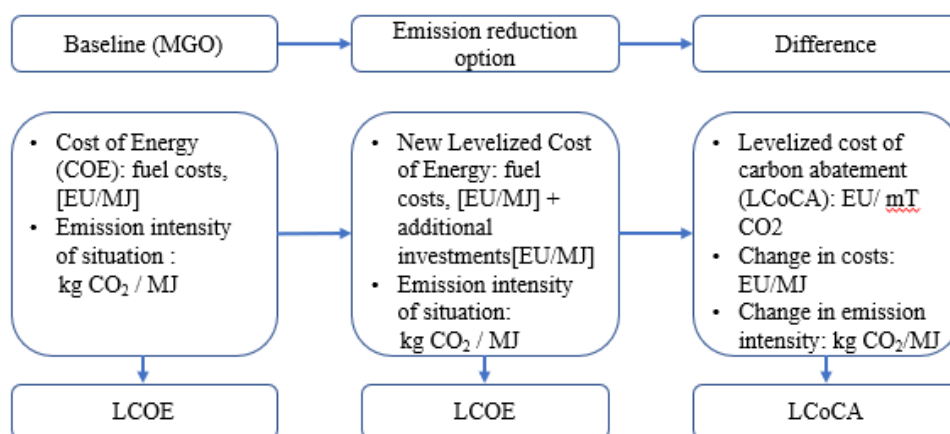 Baseline (MGO)
Emission reduction
option
Difference
• Cost of Energy
(COE): fuel costs,
[EU/MJ]
• Emission intensity
of situation :
kg CO₂ / MJ
• New Levelized Cost
of Energy: fuel
costs, [EU/MJ] +
additional
investments[EU/MJ]
• Emission intensity
of situation:
kg CO₂ / MJ
• Levelized cost of
carbon abatement
(LCoCA): EU/ mT
CO2
• Change in costs:
EU/MJ
• Change in emission
intensity: kg CO₂/MJ
LCOE
LCOE
LCoCA